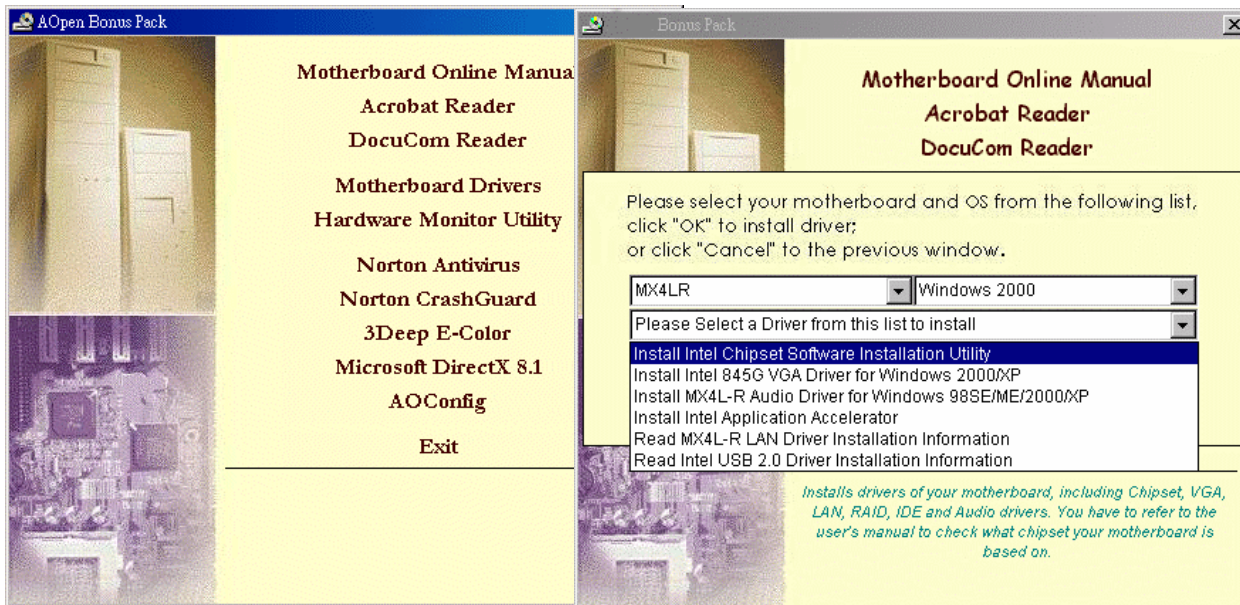 AOpen Bonus Pack
Motherboard Online Manual
Acrobat Reader
DocuCom Reader
Motherboard Drivers
Hardware Monitor Utility
Norton Antivirus
Norton CrashGuard
3Deep E-Color
Microsoft DirectX 8.1
AOConfig
Exit
Bonus Pack
Motherboard Online Manual
Acrobat Reader
DocuCom Reader
Please select your motherboard and OS from the following list,
click "OK" to install driver;
or click "Cancel" to the previous window.
MX4LR Windows 2000
Please Select a Driver from this list to install
Install Intel Chipset Software Installation Utility
Install Intel 845G VGA Driver for Windows 2000/XP
Install MX4L-R Audio Driver for Windows 98SE/ME/2000/XP
Install Intel Application Accelerator
Read MX4L-R LAN Driver Installation Information
Read Intel USB 2.0 Driver Installation Information
Installs drivers of your motherboard, including Chipset, VGA,
LAN, RAID, IDE and Audio drivers. You have to refer to the
user's manual to check what chipset your motherboard is
based on.